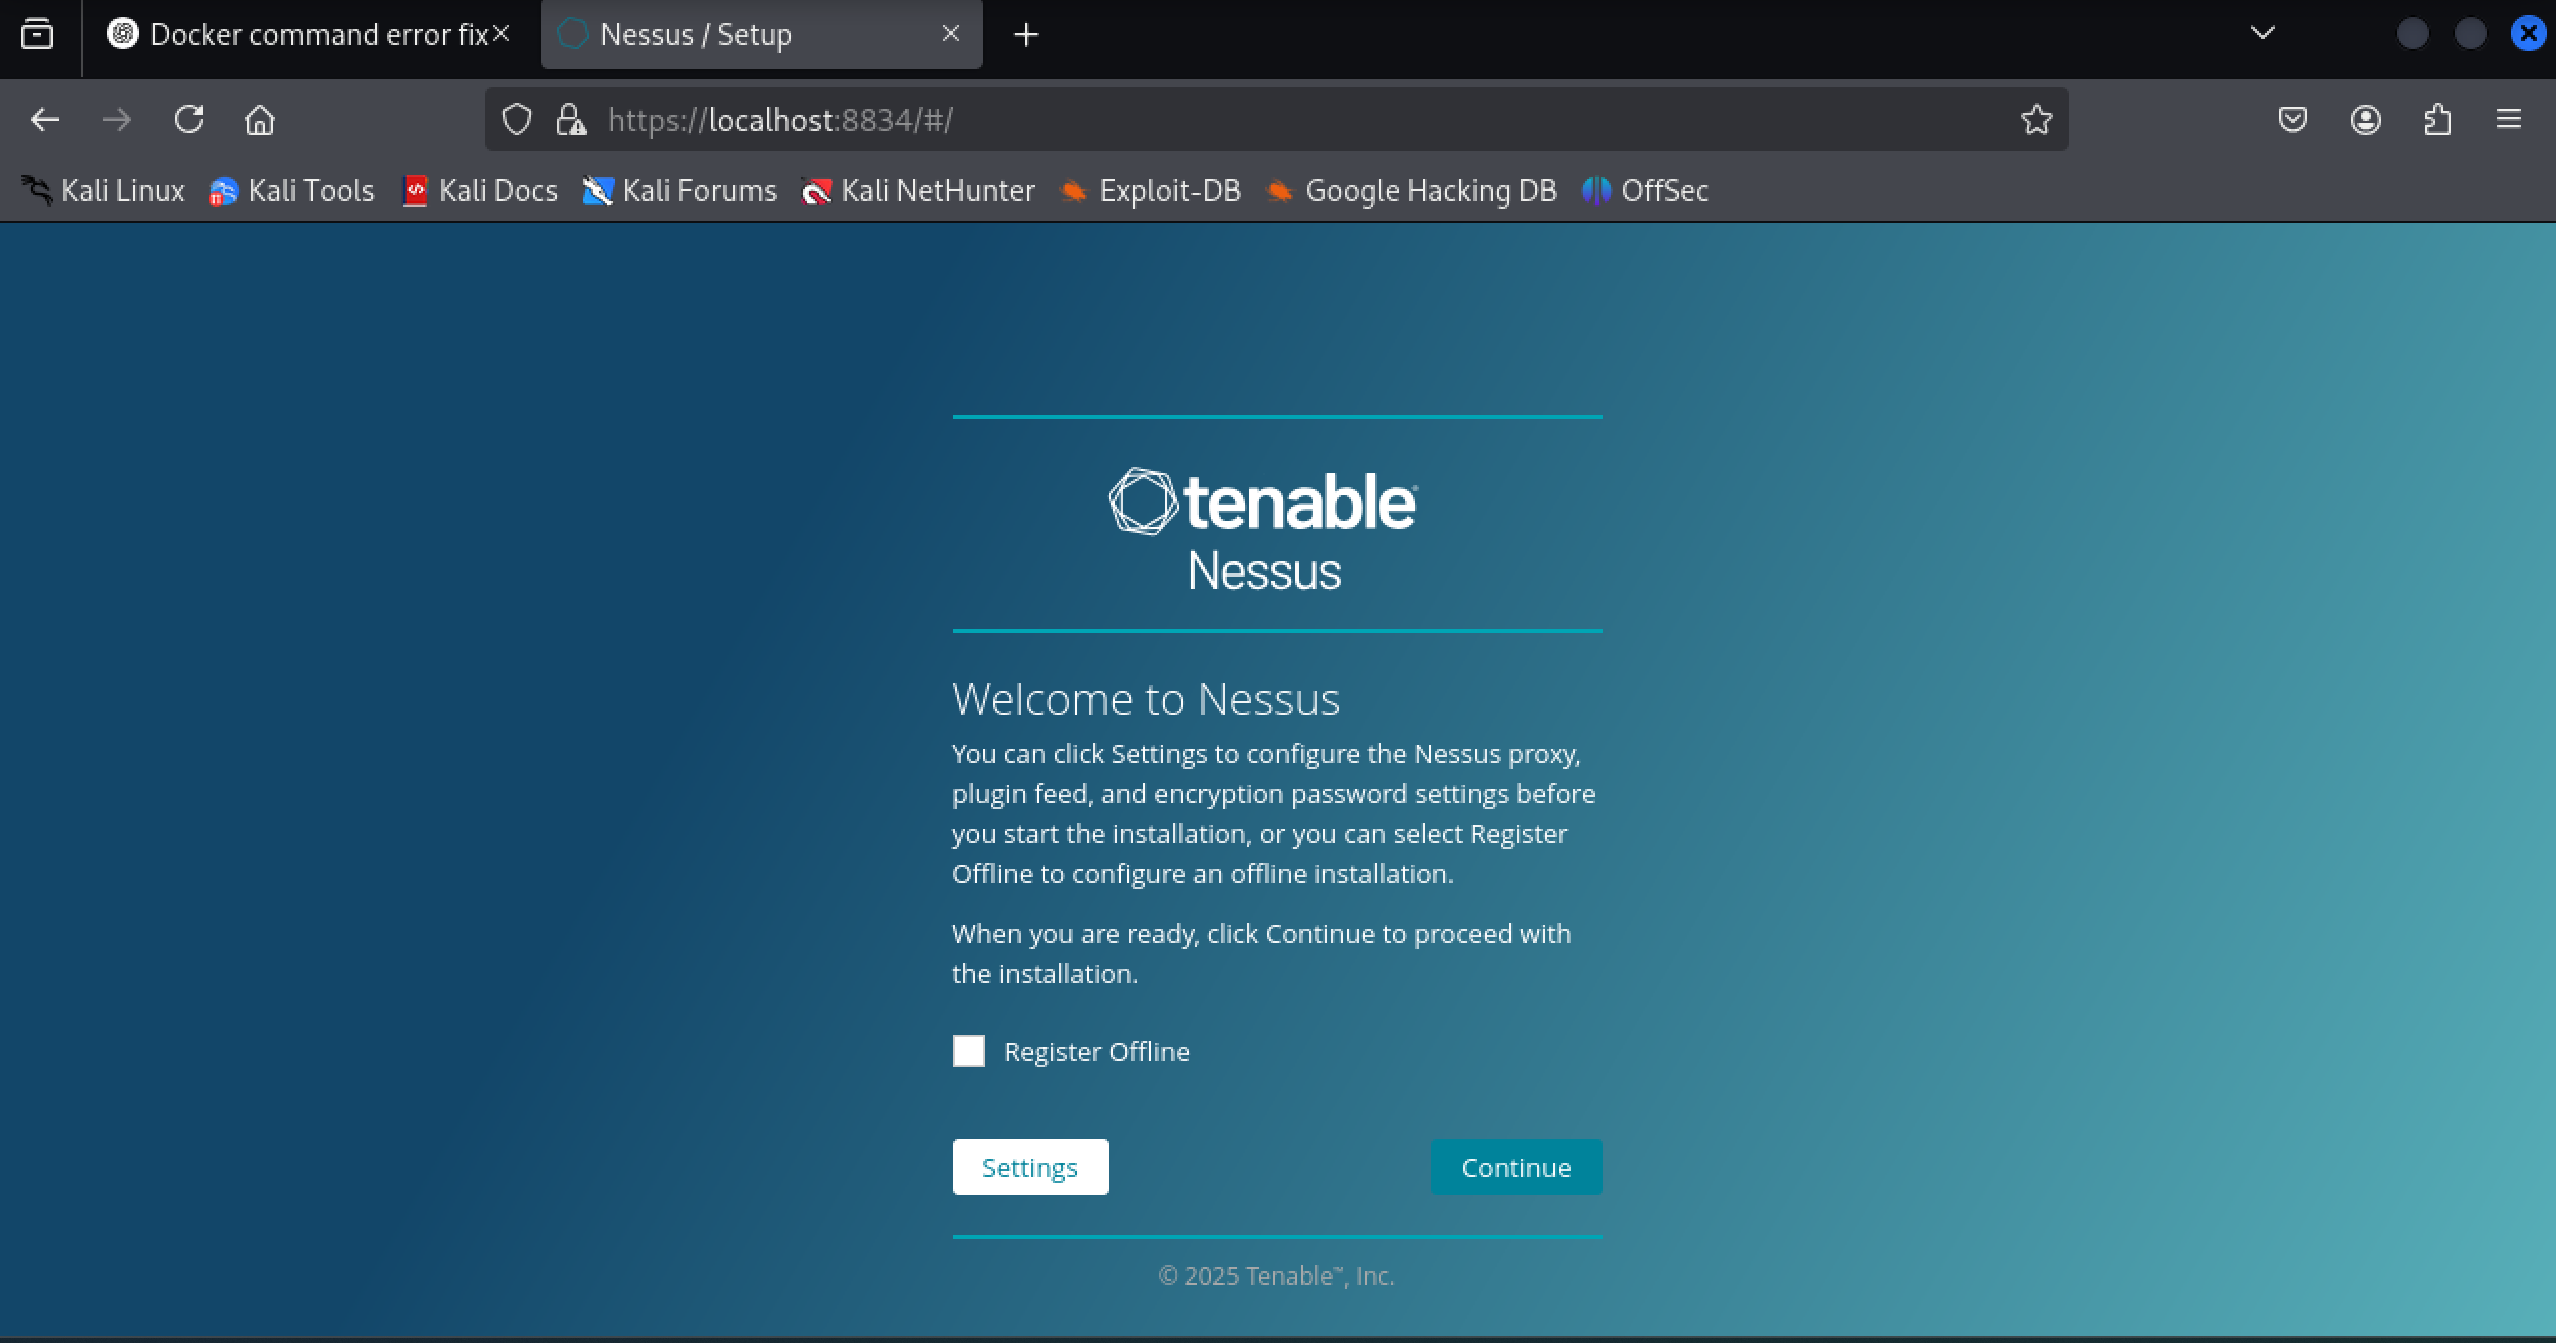 Docker command error fix
Nessus / Setup
https://localhost:8834/#/
Kali Linux
Kali Tools
Kali Docs
Kali Forums
Kali NetHunter
Exploit-DB
Google Hacking DB
OffSec
tenable®
Nessus
Welcome to Nessus
You can click Settings to configure the Nessus proxy,
plugin feed, and encryption password settings before
you start the installation, or you can select Register
Offline to configure an offline installation.
When you are ready, click Continue to proceed with
the installation.
Register Offline
Settings
Continue
© 2025 Tenable™, Inc.